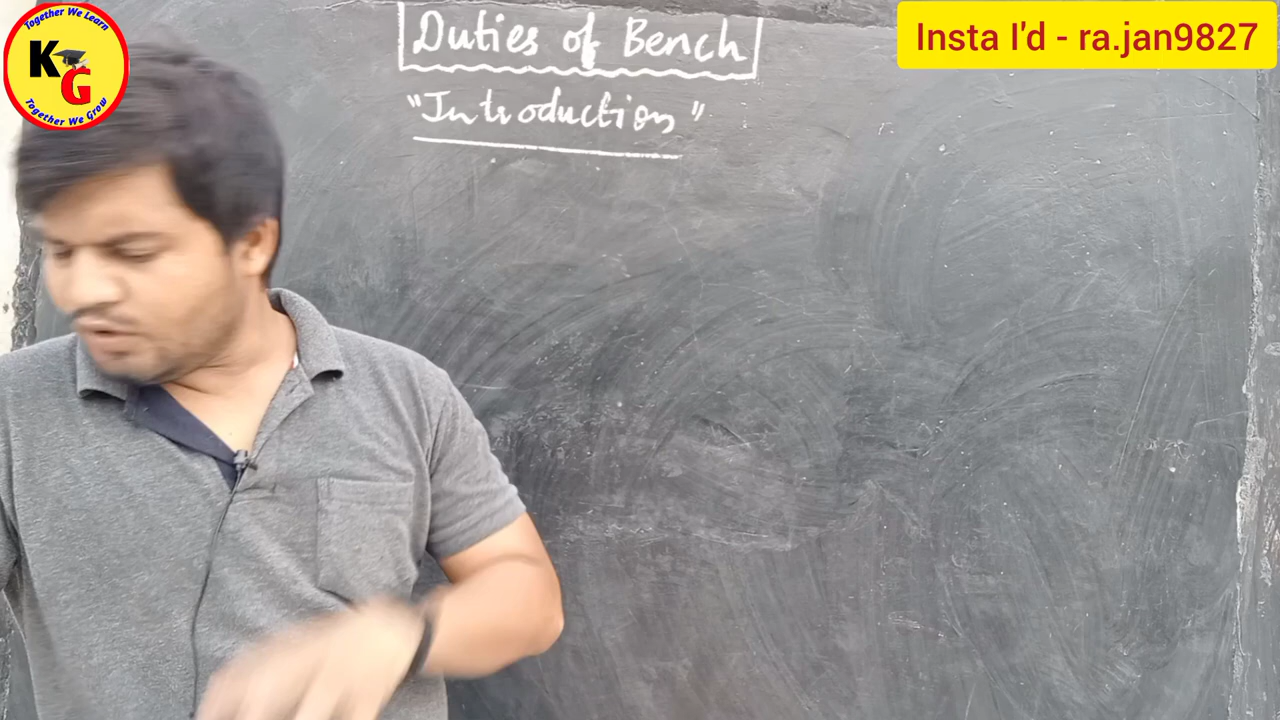 Together We Learn
KG
Together We Grow
Insta I'd - ra.jan9827
Duties of Bench
"Introduction"